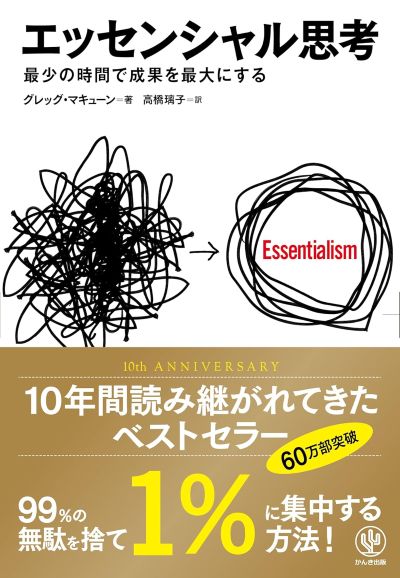 エッセンシャル思考
最少の時間で成果を最大にする
グレッグ・マキューン=著 高橋璃子=訳
Essentialism
10th ANNIVERSARY
10年間読み継がれてきた
ベストセラー
60万部突破
99%の
無駄を捨て
1%
に集中する
方法!
かんき出版